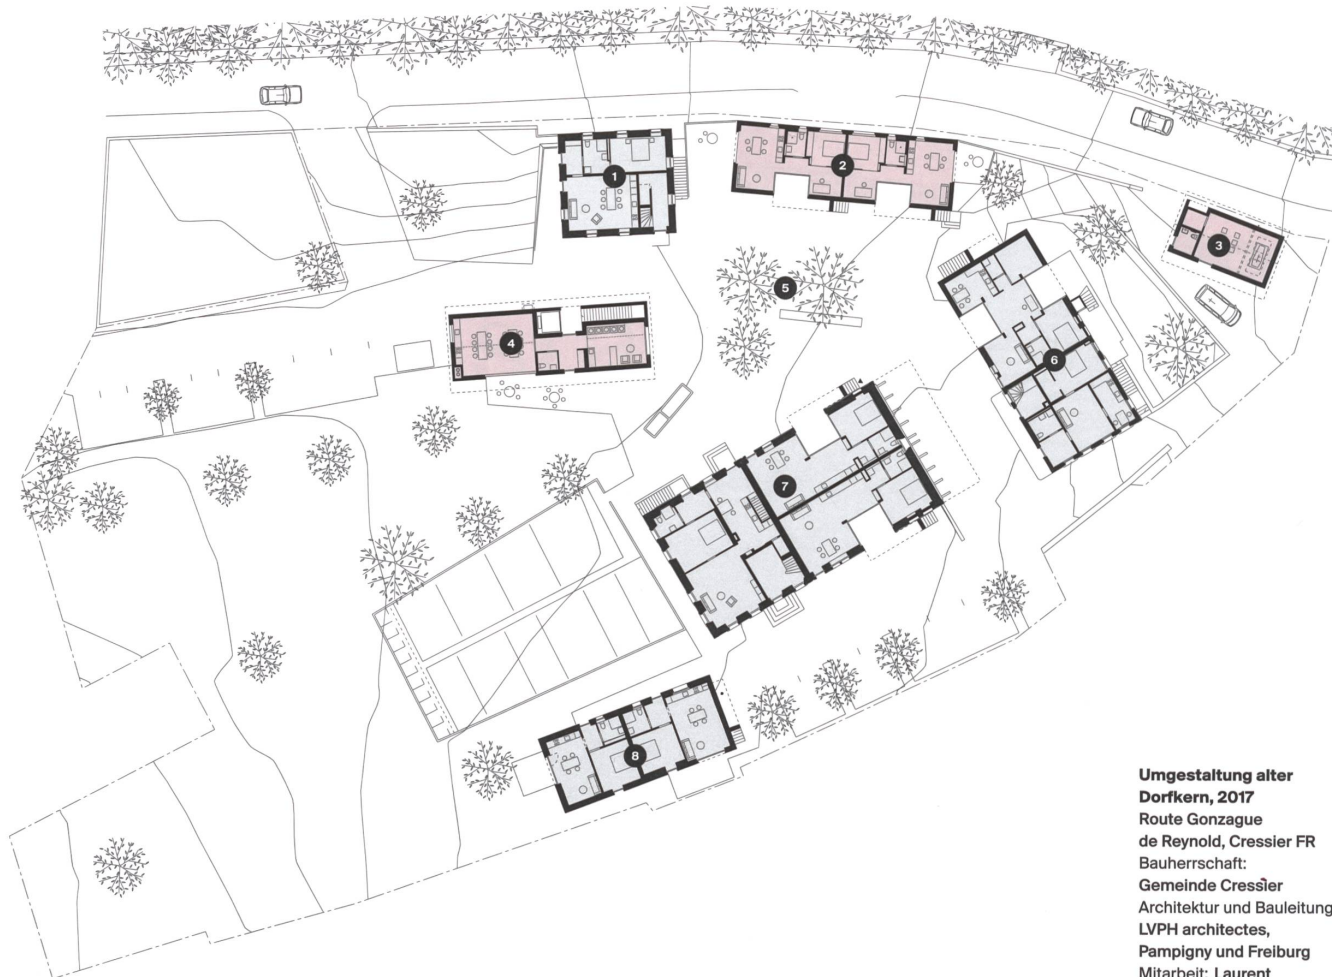 1
2
3
4
5
6
7
8
Umgestaltung alter
Dorfkern, 2017
Route Gonzague
de Reynold, Cressier FR
Bauherrschaft:
Gemeinde Cressier
Architektur und Bauleitung
LVPH architectes,
Pampigny und Freiburg
Mitarbeit: Laurent